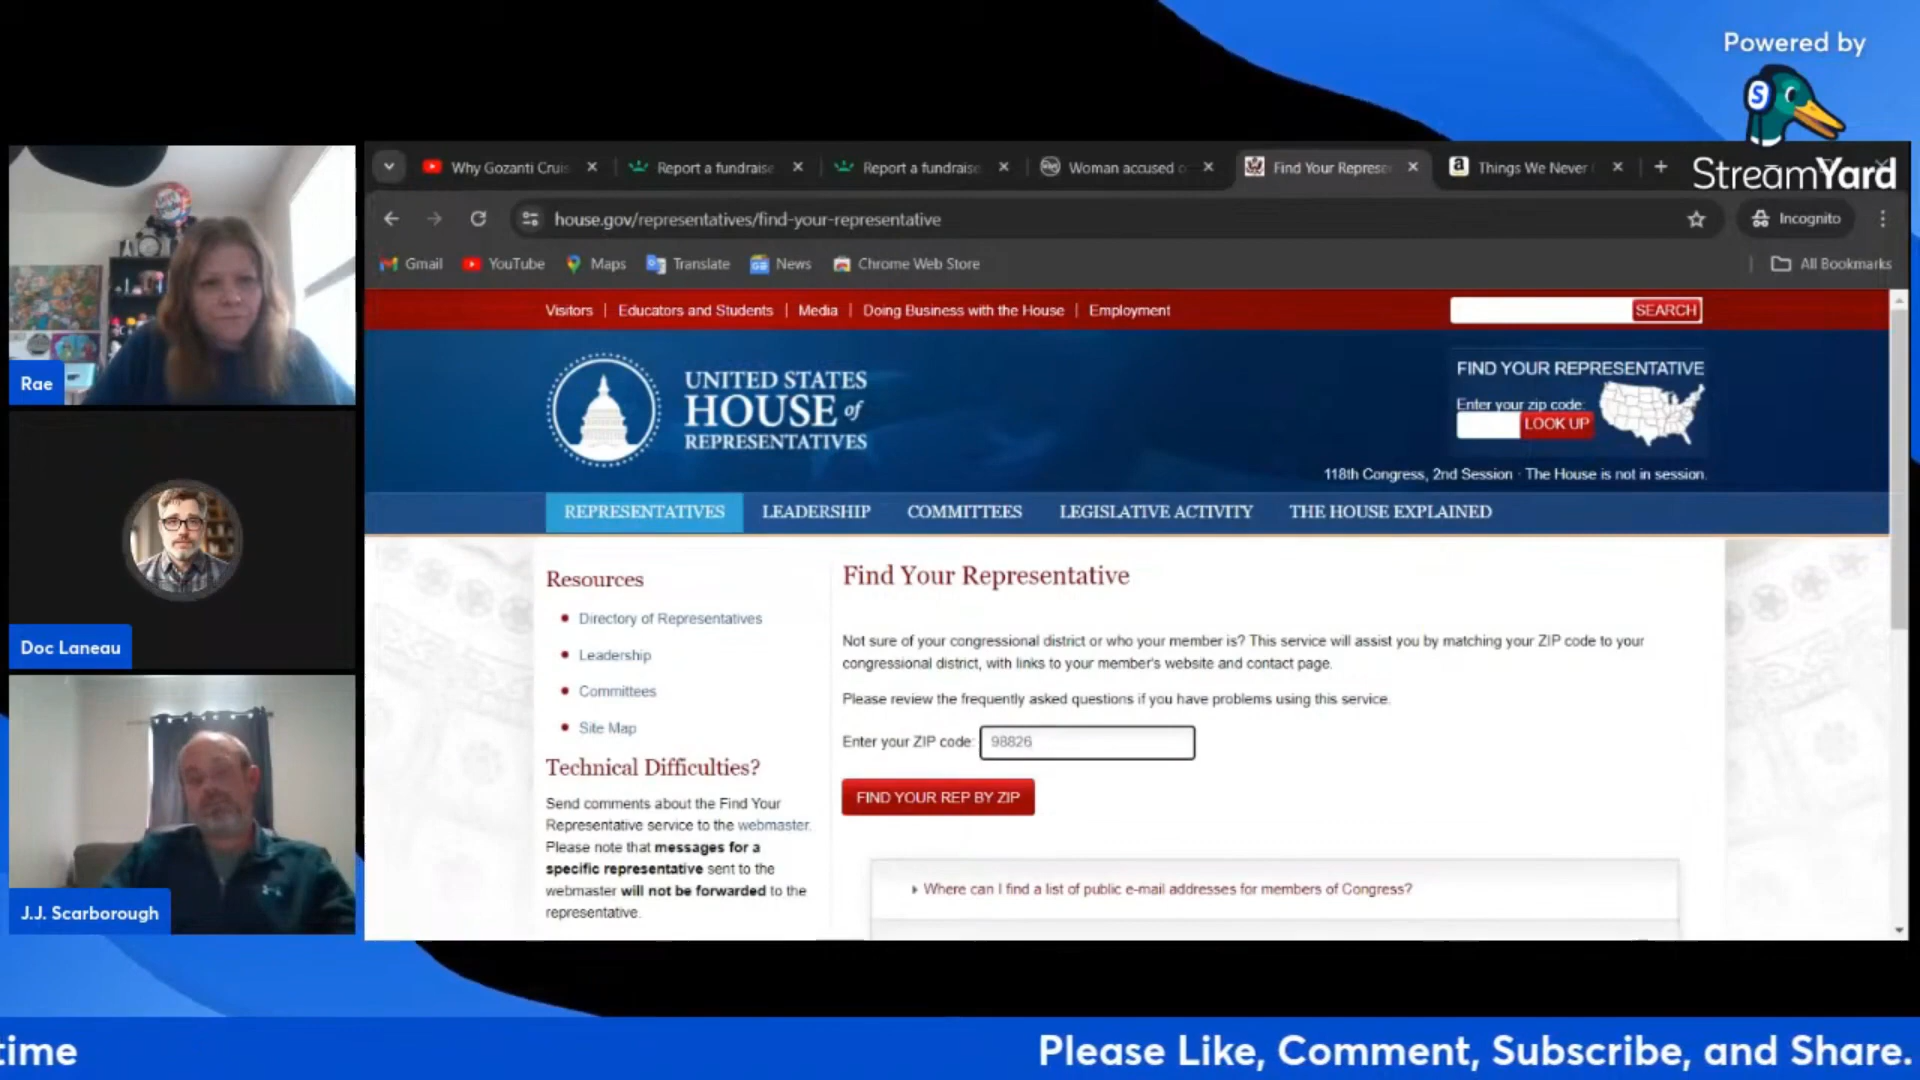 Powered by
StreamYard
Why Gozanti Cruis
Report a fundraise
Report a fundraise
Woman accused o
Find Your Represe
Things We Never
house.gov/representatives/find-your-representative
Incognito
Gmail
YouTube
Maps
Translate
News
Chrome Web Store
All Bookmarks
Visitors | Educators and Students | Media | Doing Business with the House | Employment
SEARCH
UNITED STATES
HOUSE of
REPRESENTATIVES
FIND YOUR REPRESENTATIVE
Enter your zip code:
LOOK UP
118th Congress, 2nd Session · The House is not in session.
REPRESENTATIVES
LEADERSHIP
COMMITTEES
LEGISLATIVE ACTIVITY
THE HOUSE EXPLAINED
Resources
Directory of Representatives
Leadership
Committees
Site Map
Technical Difficulties?
Send comments about the Find Your
Representative service to the webmaster.
Please note that messages for a
specific representative sent to the
webmaster will not be forwarded to the
representative.
Find Your Representative
Not sure of your congressional district or who your member is? This service will assist you by matching your ZIP code to your
congressional district, with links to your member's website and contact page.
Please review the frequently asked questions if you have problems using this service.
Enter your ZIP code: 98826
FIND YOUR REP BY ZIP
Where can I find a list of public e-mail addresses for members of Congress?
Rae
Doc Laneau
J.J. Scarborough
time
Please Like, Comment, Subscribe, and Share.